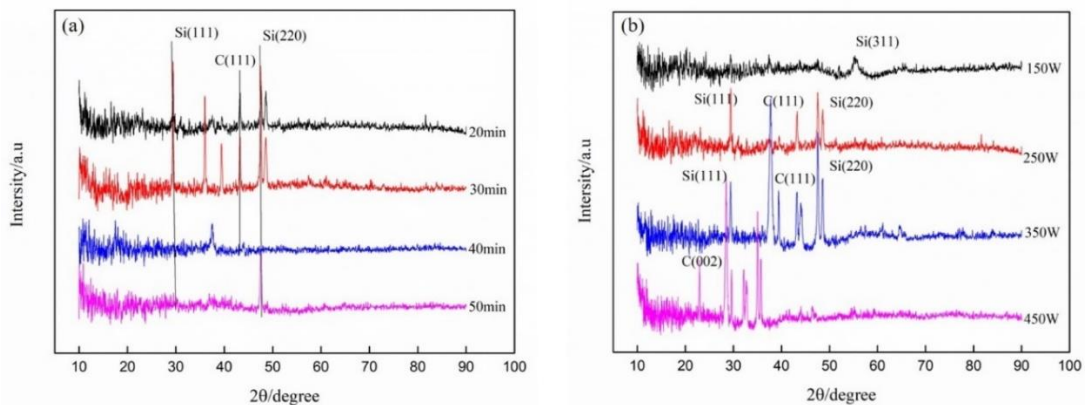 (a)
Si(111)
Si(220)
C(111)
20min
30min
40min
50min
Intersity/a.u
10 20 30 40 50 60 70 80 90 100
2θ/degree
(b)
Si(311)
150W
Si(111)
C(111)
Si(220)
250W
Si(220)
Si(111)
C(111)
350W
C(002)
450W
Intersity/a.u
10 20 30 40 50 60 70 80 90 100
2θ/degree